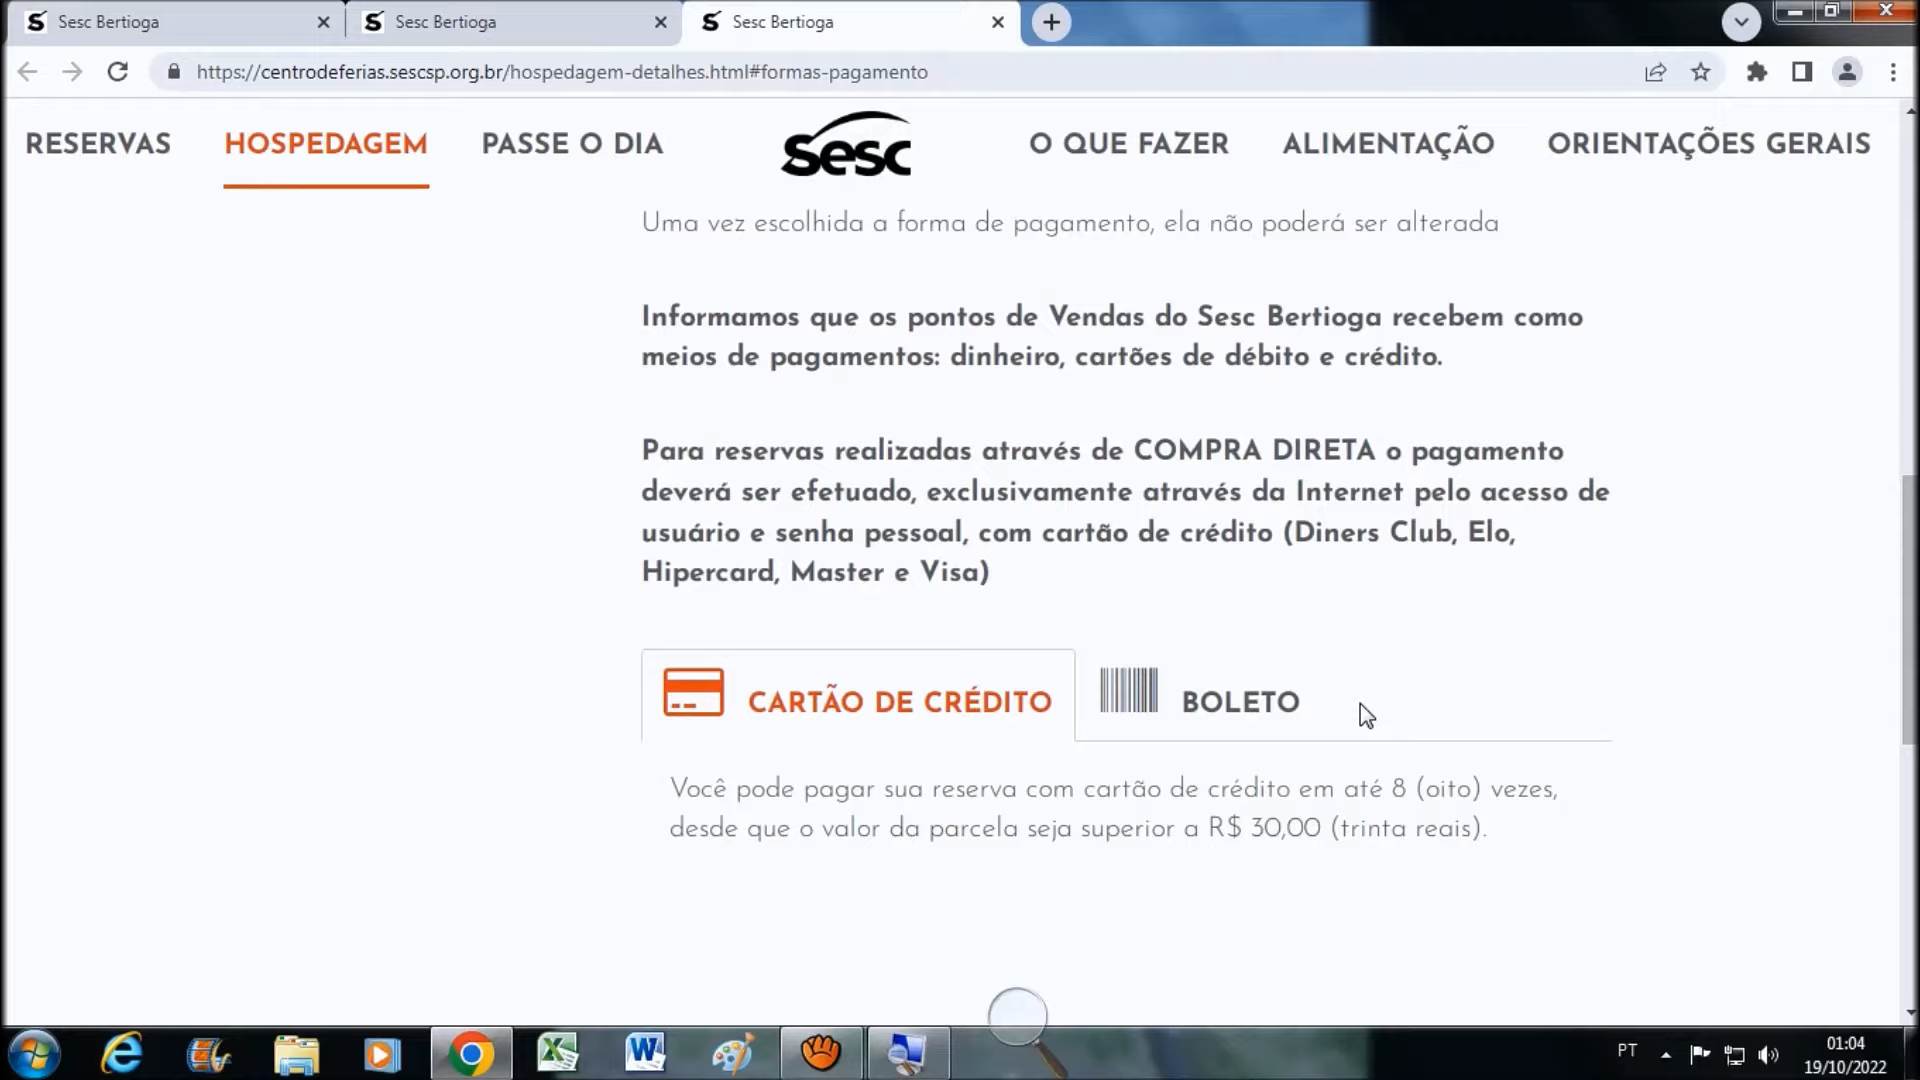 Sesc Bertioga
Sesc Bertioga
Sesc Bertioga
https://centrodeferias.sescsp.org.br/hospedagem-detalhes.html#formas-pagamento
RESERVAS
HOSPEDAGEM
PASSE O DIA
Sesc
O QUE FAZER
ALIMENTAÇÃO
ORIENTAÇÕES GERAIS
Uma vez escolhida a forma de pagamento, ela não poderá ser alterada
Informamos que os pontos de Vendas do Sesc Bertioga recebem como
meios de pagamentos: dinheiro, cartões de débito e crédito.
Para reservas realizadas através de COMPRA DIRETA o pagamento
deverá ser efetuado, exclusivamente através da Internet pelo acesso de
usuário e senha pessoal, com cartão de crédito (Diners Club, Elo,
Hipercard, Master e Visa)
CARTÃO DE CRÉDITO
BOLETO
Você pode pagar sua reserva com cartão de crédito em até 8 (oito) vezes,
desde que o valor da parcela seja superior a R$ 30,00 (trinta reais).
PT
01:04
19/10/2022